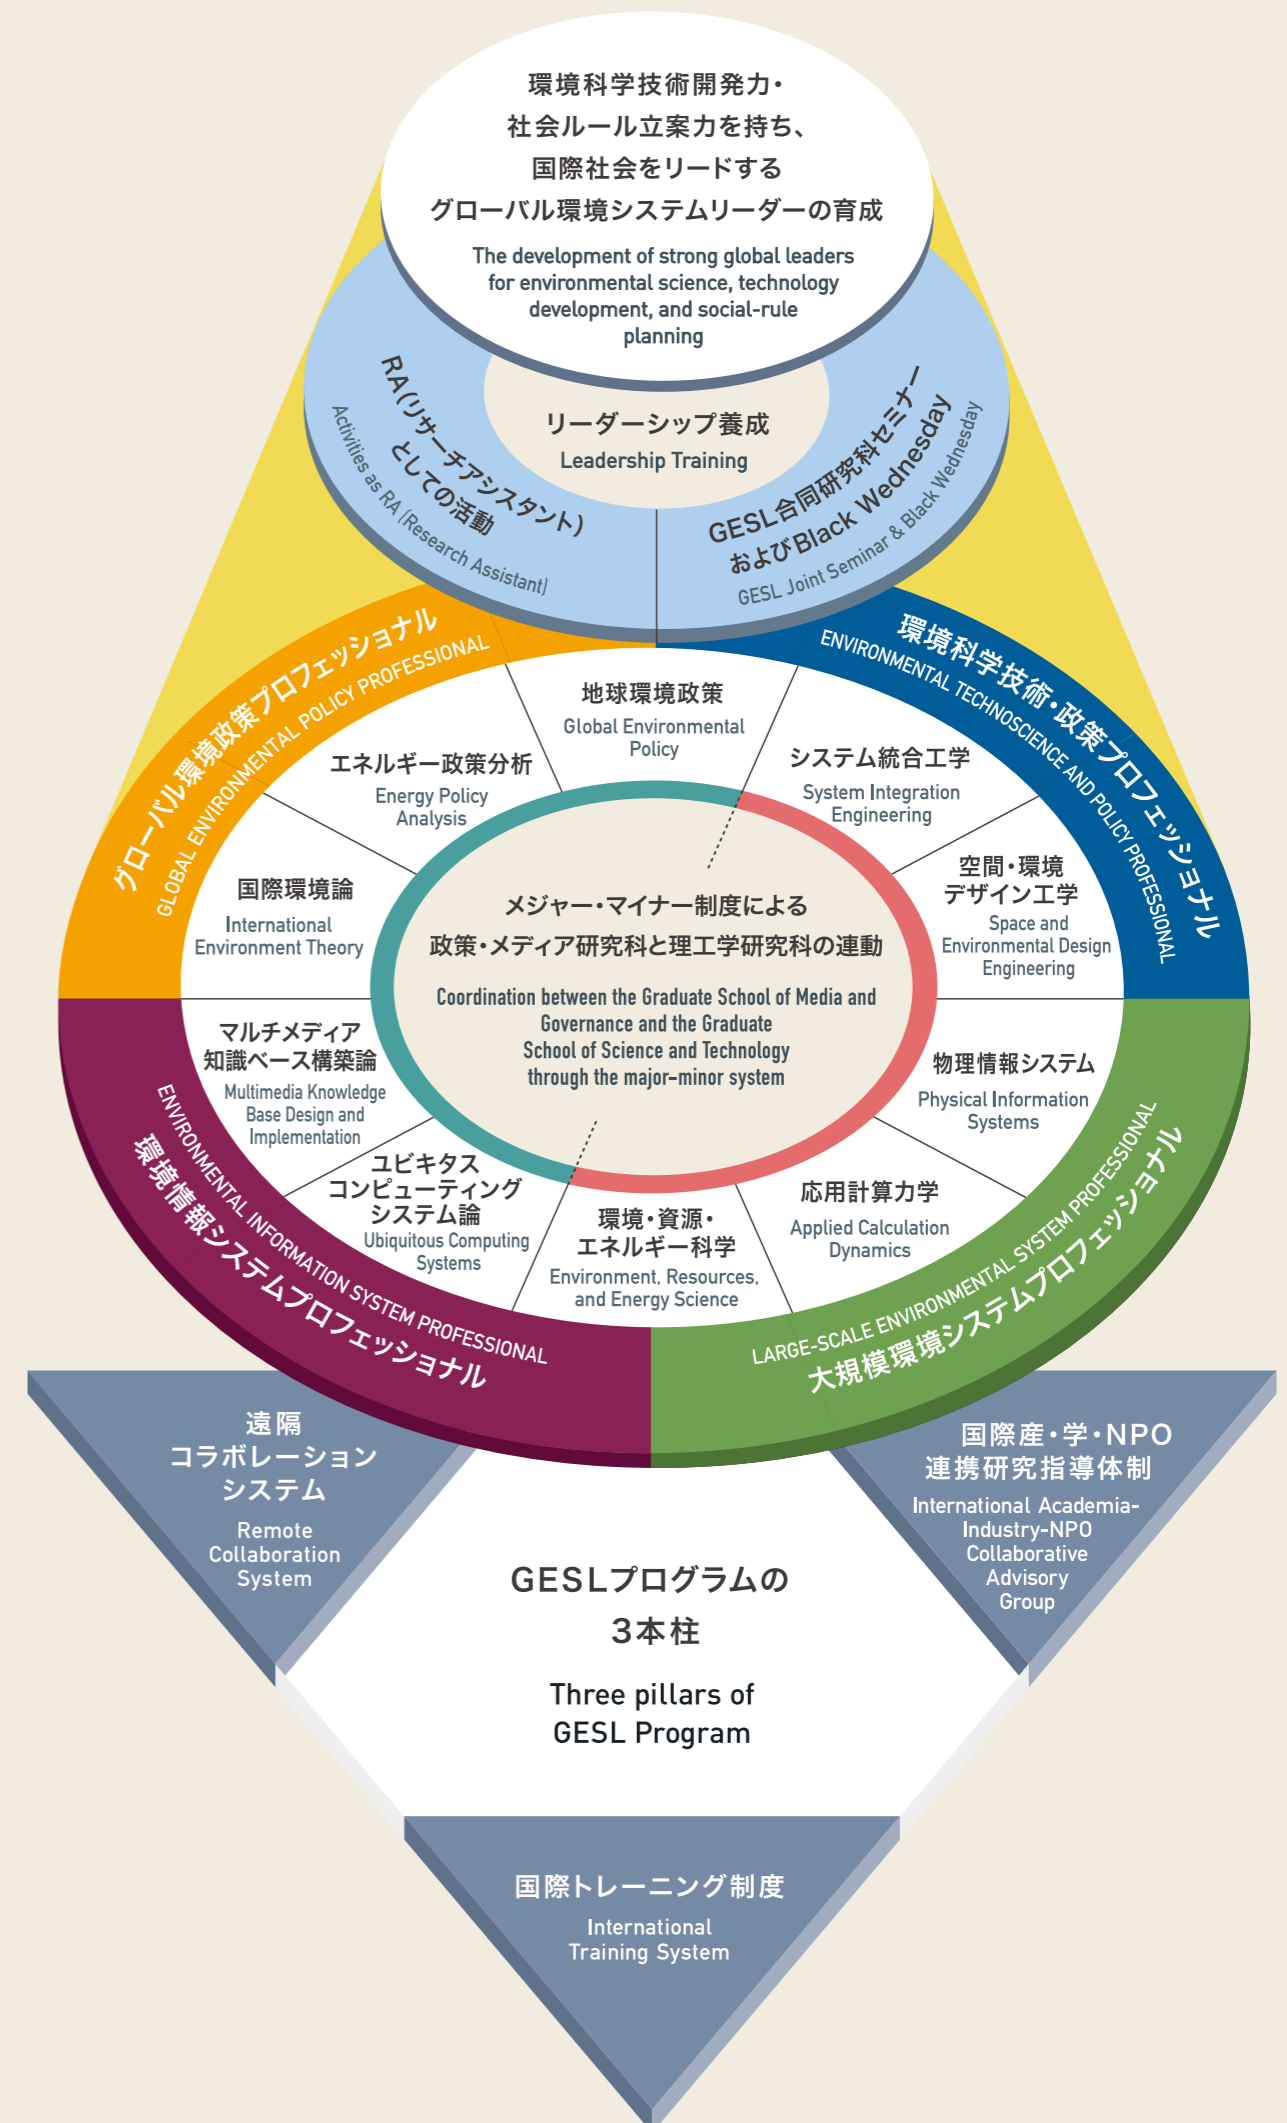 環境科学技術開発力・
社会ルール立案力を持ち、
国際社会をリードする
グローバル環境システムリーダーの育成
The development of strong global leaders
for environmental science, technology
development, and social-rule
planning
リーダーシップ養成
Leadership Training
RA(リサーチアシスタント)
としての活動
Activities as RA (Research Assistant)
GESL合同研究科セミナー
およびBlack Wednesday
GESL Joint Seminar & Black Wednesday
グローバル環境政策プロフェッショナル
GLOBAL ENVIRONMENTAL POLICY PROFESSIONAL
環境科学技術・政策プロフェッショナル
ENVIRONMENTAL TECHNOSCIENCE AND POLICY PROFESSIONAL
地球環境政策
Global Environmental
Policy
エネルギー政策分析
Energy Policy
Analysis
システム統合工学
System Integration
Engineering
国際環境論
International
Environment Theory
空間・環境
デザイン工学
Space and
Environmental Design
Engineering
メジャー・マイナー制度による
政策・メディア研究科と理工学研究科の連動
Coordination between the Graduate School of Media and
Governance and the Graduate
School of Science and Technology
through the major-minor system
マルチメディア
知識ベース構築論
Multimedia Knowledge
Base Design and
Implementation
物理情報システム
Physical Information
Systems
ユビキタス
コンピューティング
システム論
Ubiquitous Computing
Systems
環境・資源・
エネルギー科学
Environment, Resources,
and Energy Science
応用計算力学
Applied Calculation
Dynamics
ENVIRONMENTAL INFORMATION SYSTEM PROFESSIONAL
環境情報システムプロフェッショナル
LARGE-SCALE ENVIRONMENTAL SYSTEM PROFESSIONAL
大規模環境システムプロフェッショナル
遠隔
コラボレーション
システム
Remote
Collaboration
System
国際産・学・NPO
連携研究指導体制
International Academia-
Industry-NPO
Collaborative
Advisory
Group
GESLプログラムの
3本柱
Three pillars of
GESL Program
国際トレーニング制度
International
Training System